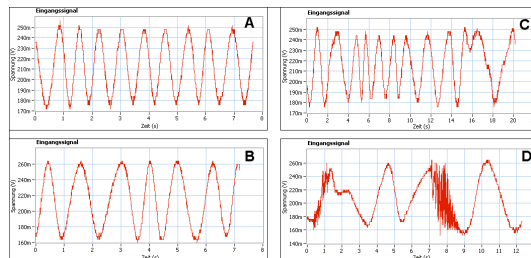 Eingangssignal
A
Spannung (V)
250m
240m
230m
220m
210m
200m
190m
180m
170m
0 1 2 3 4 5 6 7 8
Zeit (s)
Eingangssignal
C
Spannung (V)
260m
250m
240m
230m
220m
210m
200m
190m
180m
170m
0 2 4 6 8 10 12 14 16 18 20
Zeit (s)
Eingangssignal
B
Spannung (V)
260m
240m
220m
200m
180m
160m
0 1 2 3 4 5 6 7 8
Zeit (s)
Eingangssignal
D
Spannung (V)
260m
240m
220m
200m
180m
160m
140m
0 1 2 3 4 5 6 7 8 9 10 11 12
Zeit (s)